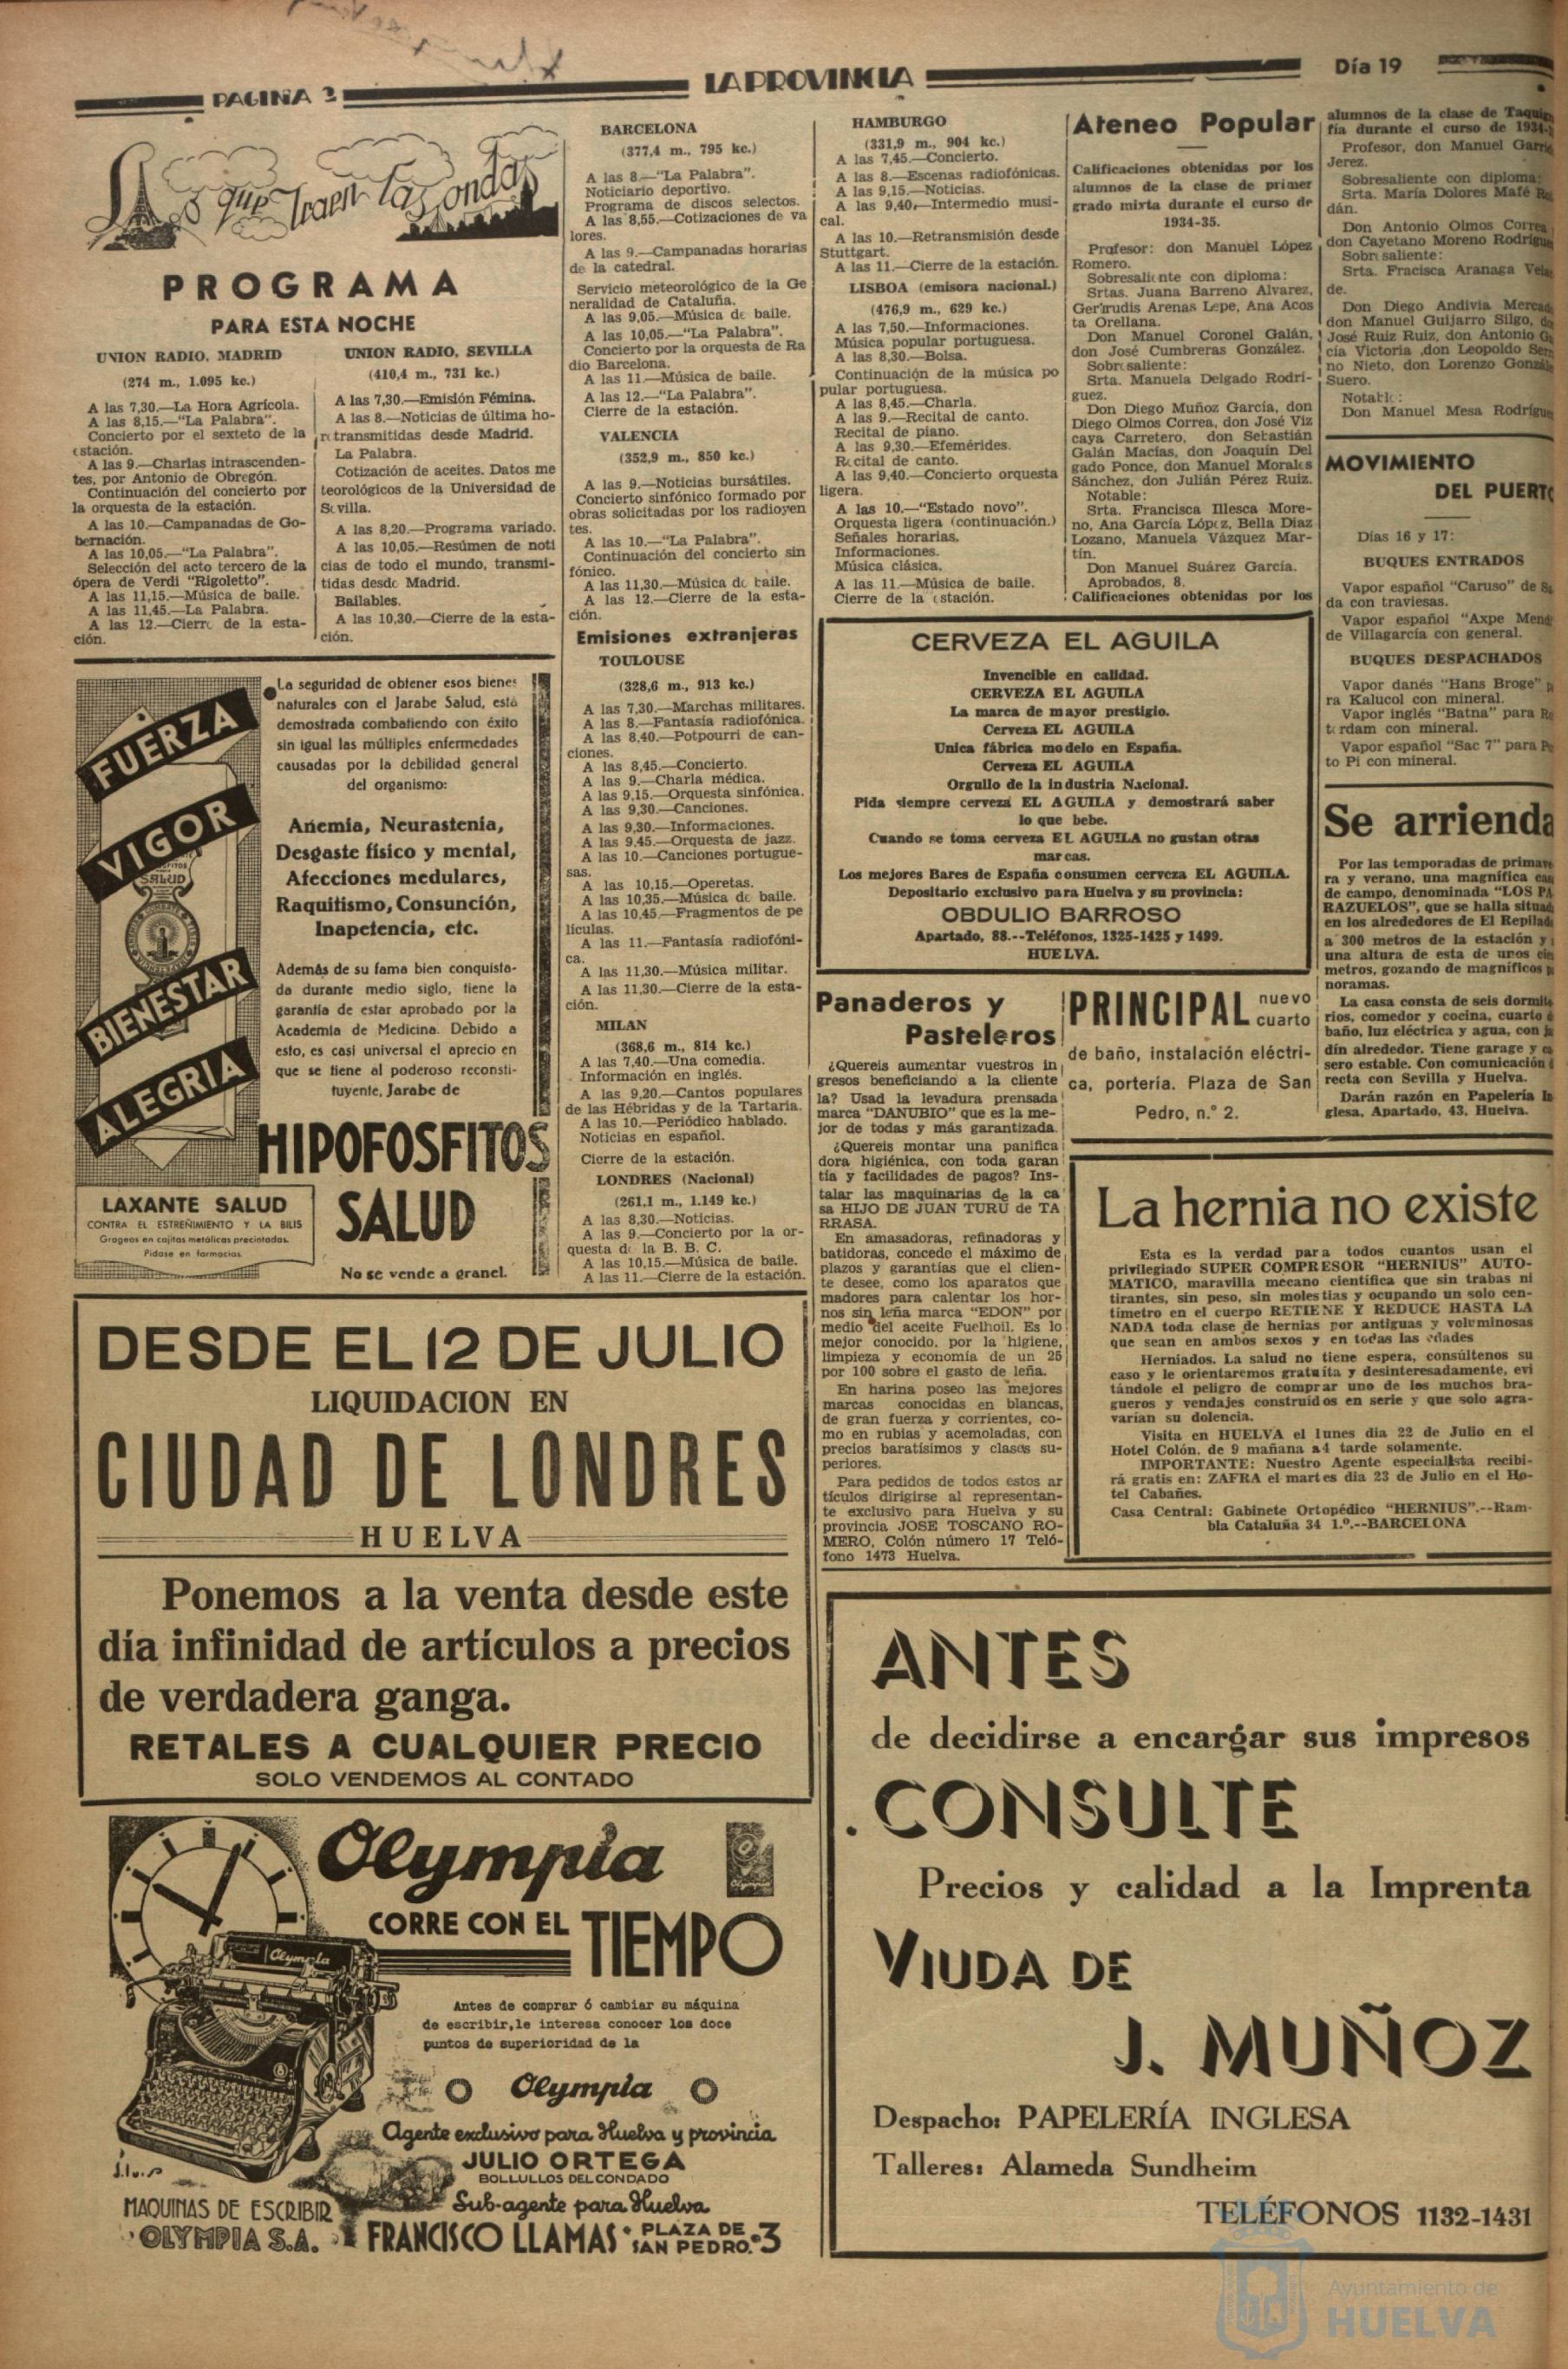 PAGINA 2
LA PROVINCIA
Día 19
Lo que traen las ondas
PROGRAMA
PARA ESTA NOCHE
UNION RADIO, MADRID
(274 m., 1.095 kc.)
A las 7,30.—La Hora Agrícola.
A las 8,15.—"La Palabra".
Concierto por el sexteto de la
estación.
A las 9.—Charlas intrascenden-
tes, por Antonio de Obregón.
Continuación del concierto por
la orquesta de la estación.
A las 10.—Campanadas de Go-
bernación.
A las 10,05.—"La Palabra".
Selección del acto tercero de la
ópera de Verdi "Rigoletto".
A las 11,15.—Música de baile.
A las 11,45.—La Palabra.
A las 12.—Cierre de la esta-
ción.
UNION RADIO, SEVILLA
(410,4 m., 731 kc.)
A las 7,30.—Emisión Fémina.
A las 8.—Noticias de última ho-
retransmitidas desde Madrid.
La Palabra.
Cotización de aceites. Datos me
teorológicos de la Universidad de
Sevilla.
A las 8,20.—Programa variado.
A las 10,05.—Resúmen de noti
cias de todo el mundo, transmi-
tidas desde Madrid.
Bailables.
A las 10,30.—Cierre de la esta-
ción.
FUERZA
VIGOR
SALUD
BIENESTAR
ALEGRIA
La seguridad de obtener esos bienes
naturales con el Jarabe Salud, está
demostrada combatiendo con éxito
sin igual las múltiples enfermedades
causadas por la debilidad general
del organismo:
Anemia, Neurastenia,
Desgaste físico y mental,
Afecciones medulares,
Raquitismo, Consunción,
Inapetencia, etc.
Además de su fama bien conquista-
da durante medio siglo, tiene la
garantía de estar aprobado por la
Academia de Medicina. Debido a
esto, es casi universal el aprecio en
que se tiene al poderoso reconsti-
tuyente, Jarabe de
HIPOFOSFITOS
SALUD
No se vende a granel.
LAXANTE SALUD
CONTRA EL ESTREÑIMIENTO Y LA BILIS
Grageas en cajitas metálicas precintadas.
Pídase en farmacias.
BARCELONA
(377,4 m., 795 kc.)
A las 8.—"La Palabra".
Noticiario deportivo.
Programa de discos selectos.
A las 8,55.—Cotizaciones de va
lores.
A las 9.—Campanadas horarias
de la catedral.
Servicio meteorológico de la Ge
neralidad de Cataluña.
A las 9,05.—Música de baile.
A las 10,05.—"La Palabra".
Concierto por la orquesta de Ra
dio Barcelona.
A las 11.—Música de baile.
A las 12.—"La Palabra".
Cierre de la estación.
VALENCIA
(352,9 m., 850 kc.)
A las 9.—Noticias bursátiles.
Concierto sinfónico formado por
obras solicitadas por los radioyen
tes.
A las 10.—"La Palabra".
Continuación del concierto sin
fónico.
A las 11,30.—Música de baile.
A las 12.—Cierre de la esta-
ción.
Emisiones extranjeras
TOULOUSE
(328,6 m., 913 kc.)
A las 7,30.—Marchas militares.
A las 8.—Fantasía radiofónica.
A las 8,40.—Potpourri de can-
ciones.
A las 8,45.—Concierto.
A las 9.—Charla médica.
A las 9,15.—Orquesta sinfónica.
A las 9,30.—Canciones.
A las 9,30.—Informaciones.
A las 9,45.—Orquesta de jazz.
A las 10.—Canciones portugue-
sas.
A las 10,15.—Operetas.
A las 10,35.—Música de baile.
A las 10,45.—Fragmentos de pe
lículas.
A las 11.—Fantasía radiofóni-
ca.
A las 11,30.—Música militar.
A las 11,30.—Cierre de la esta-
ción.
MILAN
(368,6 m., 814 kc.)
A las 7,40.—Una comedia.
Información en inglés.
A las 9,20.—Cantos populares
de las Hébridas y de la Tartaria.
A las 10.—Periódico hablado.
Noticias en español.
Cierre de la estación.
LONDRES (Nacional)
(261,1 m., 1.149 kc.)
A las 8,30.—Noticias.
A las 9.—Concierto por la or-
questa de la B. B. C.
A las 10,15.—Música de baile.
A las 11.—Cierre de la estación.
HAMBURGO
(331,9 m., 904 kc.)
A las 7,45.—Concierto.
A las 8.—Escenas radiofónicas.
A las 9,15.—Noticias.
A las 9,40.—Intermedio musi-
cal.
A las 10.—Retransmisión desde
Stuttgart.
A las 11.—Cierre de la estación.
LISBOA (emisora nacional.)
(476,9 m., 629 kc.)
A las 7,50.—Informaciones.
Música popular portuguesa.
A las 8,30.—Bolsa.
Continuación de la música po
pular portuguesa.
A las 8,45.—Charla.
A las 9.—Recital de canto.
Recital de piano.
A las 9,30.—Efemérides.
Recital de canto.
A las 9,40.—Concierto orquesta
ligera.
A las 10.—"Estado novo".
Orquesta ligera (continuación.)
Señales horarias.
Informaciones.
Música clásica.
A las 11.—Música de baile.
Cierre de la estación.
Ateneo Popular
Calificaciones obtenidas por los
alumnos de la clase de primer
grado mixta durante el curso de
1934-35.
Profesor: don Manuel López
Romero.
Sobresaliente con diploma:
Srtas. Juana Barreno Alvarez,
Gertrudis Arenas Lepe, Ana Acos
ta Orellana.
Don Manuel Coronel Galán,
don José Cumbreras González.
Sobresaliente:
Srta. Manuela Delgado Rodrí-
guez.
Don Diego Muñoz García, don
Diego Olmos Correa, don José Viz
caya Carretero, don Sebastián
Galán Macías, don Joaquín Del
gado Ponce, don Manuel Morales
Sánchez, don Julián Pérez Ruiz.
Notable:
Srta. Francisca Illesca More-
no, Ana García López, Bella Díaz
Lozano, Manuela Vázquez Mar-
tín.
Don Manuel Suárez García.
Aprobados, 8.
Calificaciones obtenidas por los
alumnos de la clase de
fía durante el curso de
Profesor, don Manuel
Jerez.
Sobresaliente con diploma:
Srta. María Dolores Mafé
dán.
Don Antonio Olmos Correa
don Cayetano Moreno
Sobresaliente:
Srta. Fracisca Aranaga
de.
Don Diego Andivia
don Manuel Guijarro Silgo,
José Ruiz Ruiz, don Antonio
cia Victoria ,don Leopoldo
no Nieto, don Lorenzo
Suero.
Notable:
Don Manuel Mesa
MOVIMIENTO
DEL PUERTO
Días 16 y 17:
BUQUES ENTRADOS
Vapor español "Caruso" de
da con traviesas.
Vapor español "Axpe
de Villagarcía con general.
BUQUES DESPACHADOS
Vapor danés "Hans Broge"
ra Kalucol con mineral.
Vapor inglés "Batna" para
terdam con mineral.
Vapor español "Sac 7" para
to Pi con mineral.
Se arrienda
Por las temporadas de primave
ra y verano, una magnífica
de campo, denominada "LOS
RAZUELOS", que se halla
en los alrededores de El
a 300 metros de la estación y
una altura de esta de unos
metros, gozando de magníficos
noramas.
La casa consta de seis
rios, comedor y cocina, cuarto
baño, luz eléctrica y agua, con
dín alrededor. Tiene garage y
sero estable. Con comunicación
recta con Sevilla y Huelva.
Darán razón en Papelería
glesa, Apartado, 43, Huelva.
CERVEZA EL AGUILA
Invencible en calidad.
CERVEZA EL AGUILA
La marca de mayor prestigio.
Cerveza EL AGUILA
Unica fábrica modelo en España.
Cerveza EL AGUILA
Orgullo de la industria Nacional.
Pida siempre cerveza EL AGUILA y demostrará saber
lo que bebe.
Cuando se toma cerveza EL AGUILA no gustan otras
marcas.
Los mejores Bares de España consumen cerveza EL AGUILA.
Depositario exclusivo para Huelva y su provincia:
OBDULIO BARROSO
Apartado, 88.--Teléfonos, 1325-1425 y 1499.
HUELVA.
Panaderos y
Pasteleros
¿Quereis aumentar vuestros in
gresos beneficiando a la cliente
la? Usad la levadura prensada
marca "DANUBIO" que es la me-
jor de todas y más garantizada.
¿Quereis montar una panifica
dora higiénica, con toda garan
tía y facilidades de pagos? Ins-
talar las maquinarias de la ca
sa HIJO DE JUAN TURU de TA
RRASA.
En amasadoras, refinadoras y
batidoras, concedo el máximo de
plazos y garantías que el clien-
te desee, como los aparatos que
madores para calentar los hor-
nos sin leña marca "EDON" por
medio del aceite Fuelhoil. Es lo
mejor conocido, por la higiene,
limpieza y economía de un 25
por 100 sobre el gasto de leña.
En harina poseo las mejores
marcas conocidas en blancas,
de gran fuerza y corrientes, co-
mo en rubias y acemoladas, con
precios baratísimos y clases su-
periores.
Para pedidos de todos estos ar
tículos dirigirse al representan-
te exclusivo para Huelva y su
provincia JOSE TOSCANO RO-
MERO, Colón número 17 Telé-
fono 1473 Huelva.
PRINCIPAL nuevo
cuarto
de baño, instalación eléctri-
ca, portería. Plaza de San
Pedro, n.º 2.
La hernia no existe
Esta es la verdad para todos cuantos usan el
privilegiado SUPER COMPRESOR "HERNIUS" AUTO-
MATICO, maravilla mecano científica que sin trabas ni
tirantes, sin peso, sin molestias y ocupando un solo cen-
tímetro en el cuerpo RETIENE Y REDUCE HASTA LA
NADA toda clase de hernias por antiguas y voluminosas
que sean en ambos sexos y en todas las edades
Herniados. La salud no tiene espera, consúltenos su
caso y le orientaremos gratuíta y desinteresadamente, evi
tándole el peligro de comprar uno de los muchos bra-
gueros y vendajes construídos en serie y que solo agra-
varían su dolencia.
Visita en HUELVA el lunes dia 22 de Julio en el
Hotel Colón, de 9 mañana a4 tarde solamente.
IMPORTANTE: Nuestro Agente especialista recibi-
rá gratis en: ZAFRA el martes dia 23 de Julio en el Ho-
tel Cabañes.
Casa Central: Gabinete Ortopédico "HERNIUS".--Ram-
bla Cataluña 34 1.º.--BARCELONA
DESDE EL 12 DE JULIO
LIQUIDACION EN
CIUDAD DE LONDRES
HUELVA
Ponemos a la venta desde este
día infinidad de artículos a precios
de verdadera ganga.
RETALES A CUALQUIER PRECIO
SOLO VENDEMOS AL CONTADO
Olympia
CORRE CON EL TIEMPO
Olympia
Antes de comprar ó cambiar su máquina
de escribir,le interesa conocer los doce
puntos de superioridad de la
Olympia
Agente exclusivo para Huelva y provincia
JULIO ORTEGA
BOLLULLOS DEL CONDADO
Sub-agente para Huelva
FRANCISCO LLAMAS PLAZA DE
SAN PEDRO. 3
MAQUINAS DE ESCRIBIR
OLYMPIA S.A.
ANTES
de decidirse a encargar sus impresos
CONSULTE
Precios y calidad a la Imprenta
VIUDA DE
J. MUÑOZ
Despacho: PAPELERÍA INGLESA
Talleres: Alameda Sundheim
TELÉFONOS 1132-1431
Ayuntamiento de
HUELVA